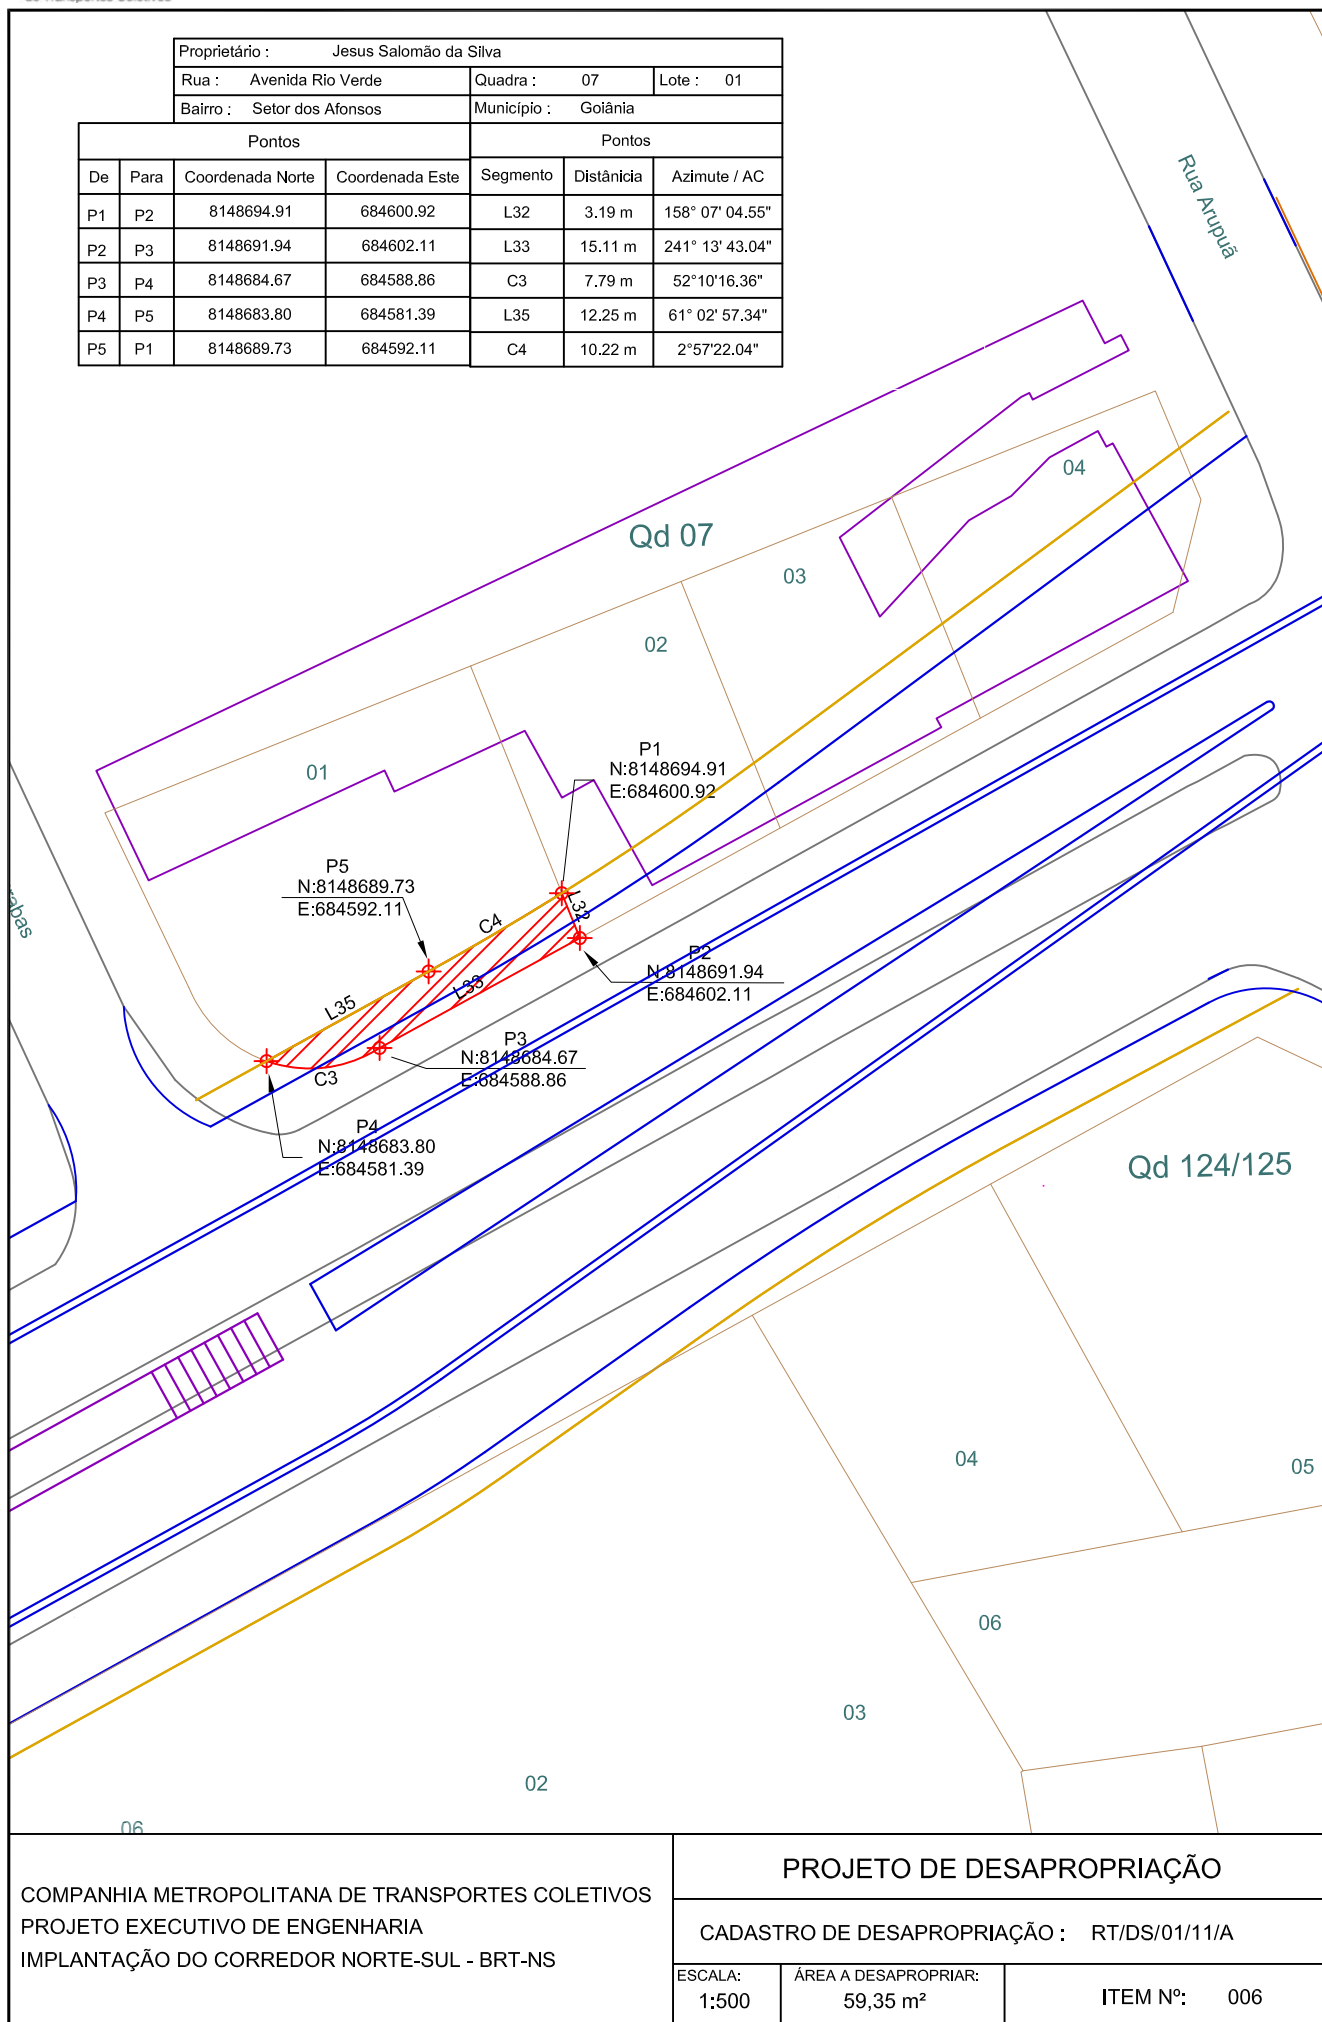 Proprietário : Jesus Salomão da Silva
Rua : Avenida Rio Verde Quadra : 07 Lote : 01
Bairro : Setor dos Afonsos Município : Goiânia
Pontos Pontos
De Para Coordenada Norte Coordenada Este Segmento Distânicia Azimute / AC
P1 P2 8148694.91 684600.92 L32 3.19 m 158° 07' 04.55"
P2 P3 8148691.94 684602.11 L33 15.11 m 241° 13' 43.04"
P3 P4 8148684.67 684588.86 C3 7.79 m 52°10'16.36"
P4 P5 8148683.80 684581.39 L35 12.25 m 61° 02' 57.34"
P5 P1 8148689.73 684592.11 C4 10.22 m 2°57'22.04"
Rua Arupuã
04
Qd 07
03
02
01
P1
N:8148694.91
E:684600.92
P5
N:8148689.73
E:684592.11
L32
C4
P2
N:8148691.94
E:684602.11
L33
L35
P3
N:8148684.67
E:684588.86
C3
P4
N:8148683.80
E:684581.39
Qd 124/125
04
05
06
03
02
06
COMPANHIA METROPOLITANA DE TRANSPORTES COLETIVOS
PROJETO EXECUTIVO DE ENGENHARIA
IMPLANTAÇÃO DO CORREDOR NORTE-SUL - BRT-NS
PROJETO DE DESAPROPRIAÇÃO
CADASTRO DE DESAPROPRIAÇÃO : RT/DS/01/11/A
ESCALA:
1:500
ÁREA A DESAPROPRIAR:
59,35 m²
ITEM Nº: 006